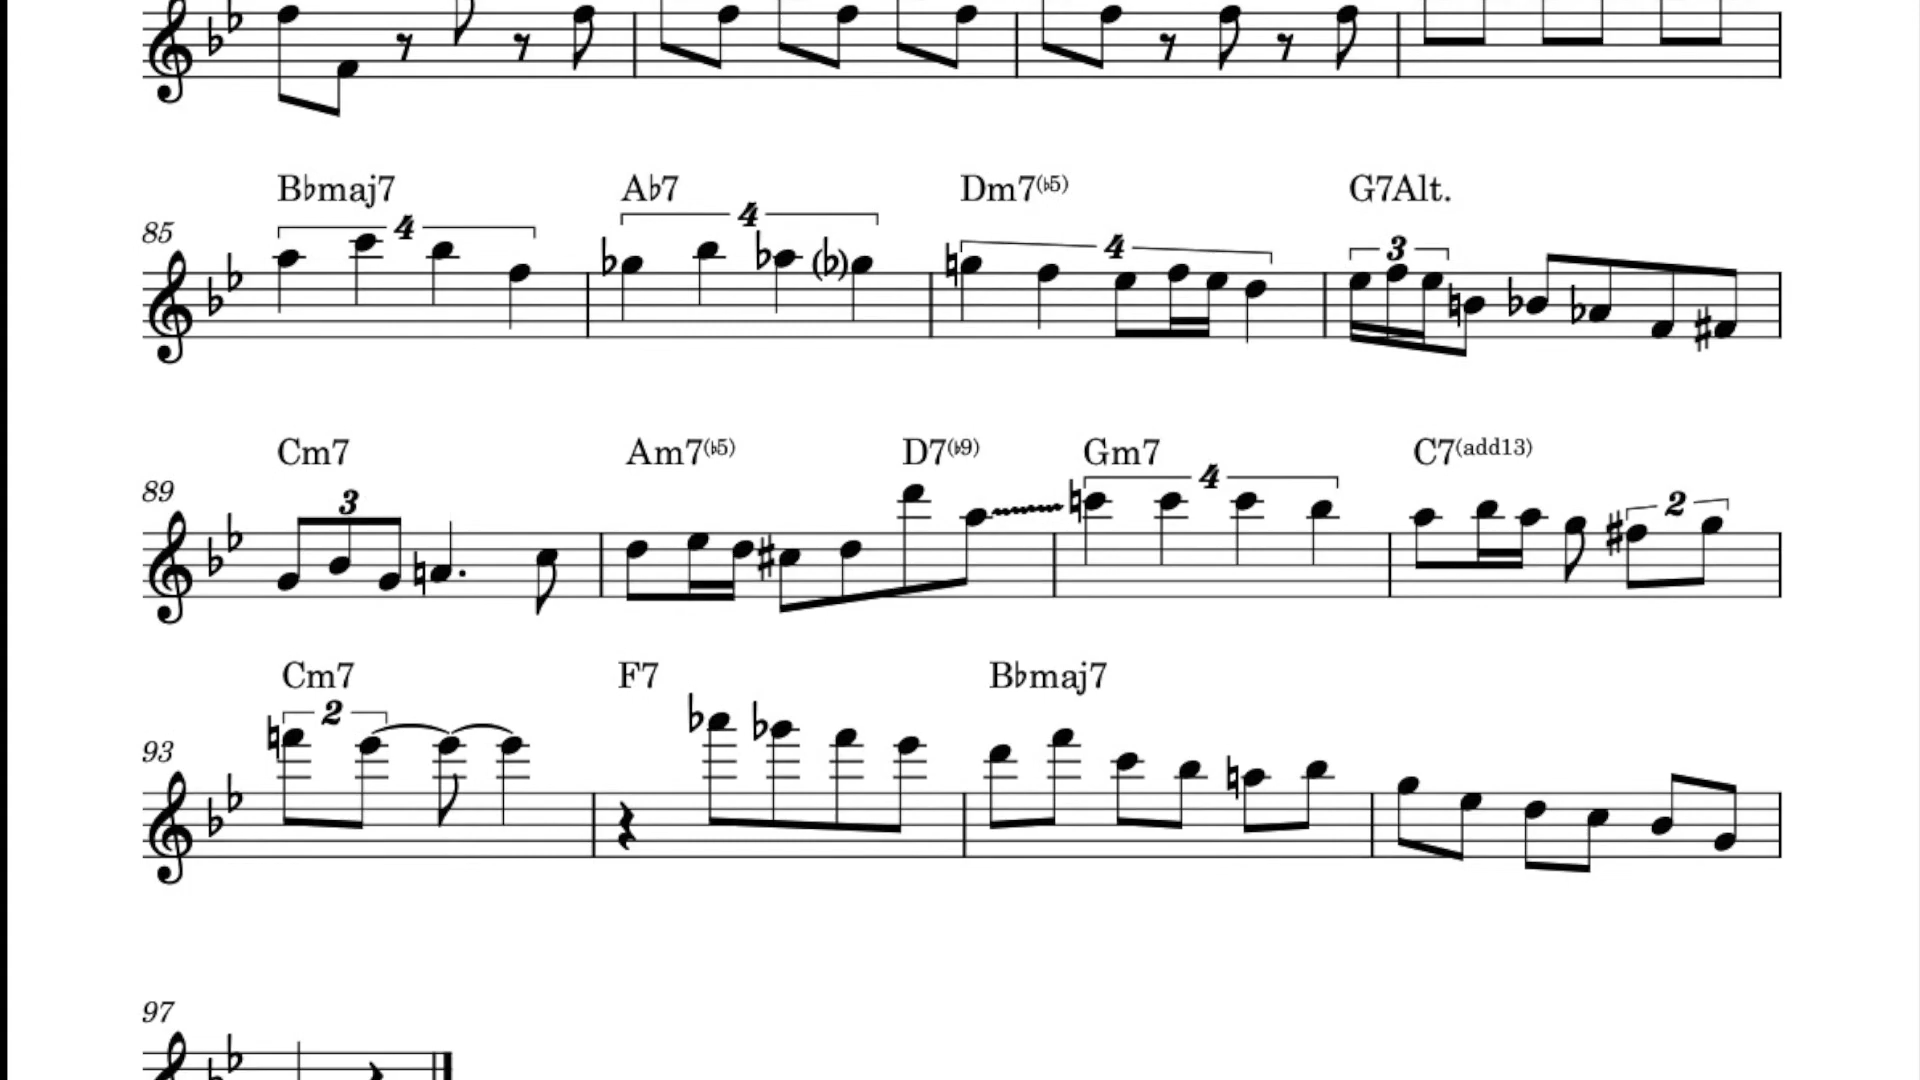 B♭maj7 A♭7 Dm7(♭5) G7Alt.
4 4 4 3
85
Cm7 Am7(♭5) D7(♭9) Gm7 C7(add13)
3 4 2
89
Cm7 F7 B♭maj7
2
93
97